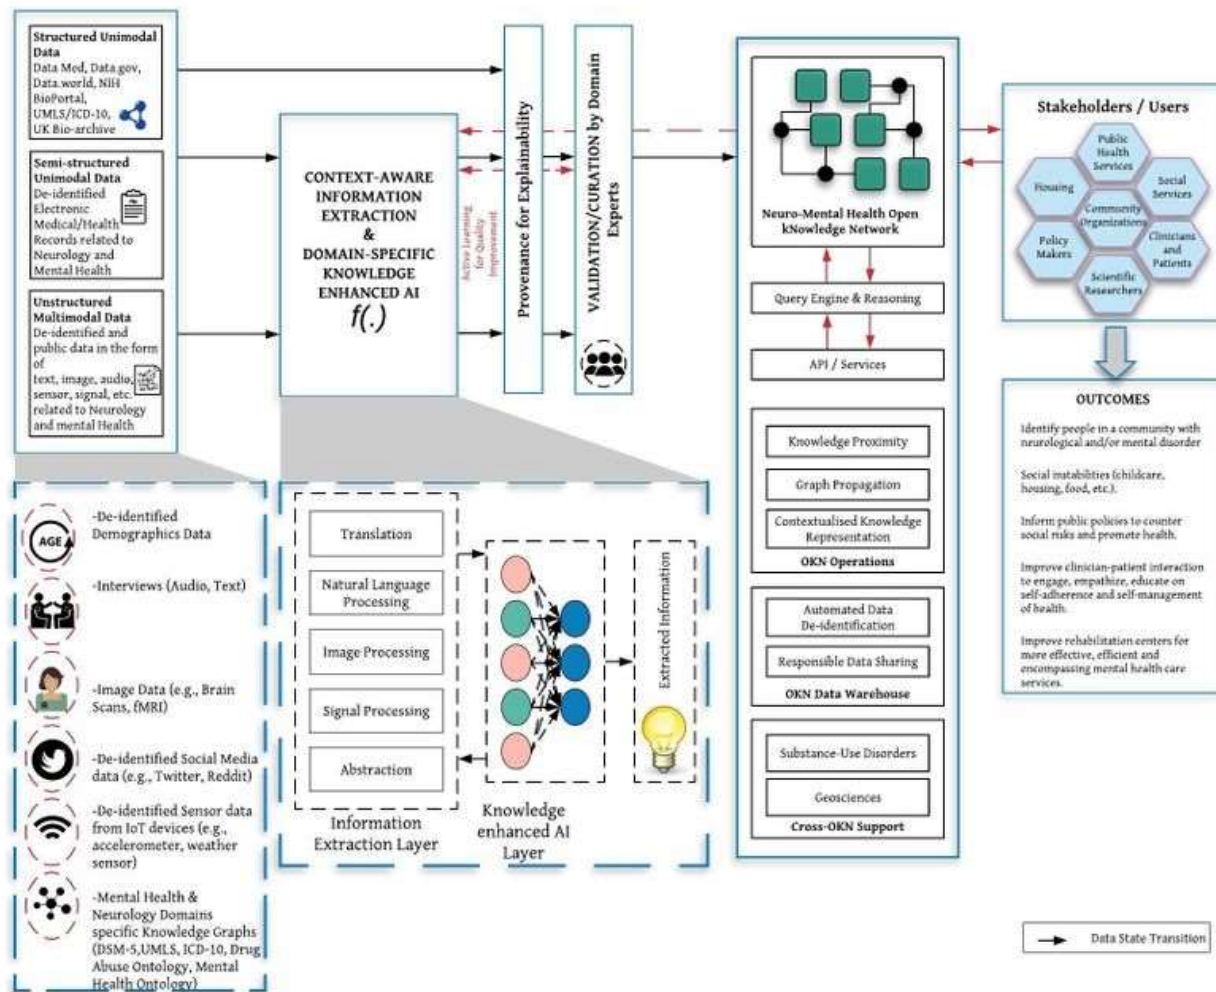 Structured Unimodal
Data
Data Med, Data.gov,
Data.world, NIH
BioPortal,
UMLS/ICD-10,
UK Bio-archive
Semi-structured
Unimodal Data
De-identified
Electronic
Medical/Health
Records related to
Neurology and
Mental Health
Unstructured
Multimodal Data
De-identified and
public data in the form
of
text, image, audio,
sensor, signal, etc.
related to Neurology
and mental Health
CONTEXT-AWARE
INFORMATION
EXTRACTION
&
DOMAIN-SPECIFIC
KNOWLEDGE
ENHANCED AI
f(.)
Active Learning
for Quality
Improvement
Provenance for Explainability
VALIDATION/CURATION by Domain
Experts
Neuro-Mental Health Open
kNowledge Network
Query Engine & Reasoning
API / Services
Knowledge Proximity
Graph Propagation
Contextualised Knowledge
Representation
OKN Operations
Automated Data
De-identification
Responsible Data Sharing
OKN Data Warehouse
Substance-Use Disorders
Geosciences
Cross-OKN Support
Stakeholders / Users
Public
Health
Services
Housing
Social
Services
Community
Organizations
Policy
Makers
Clinicians
and
Patients
Scientific
Researchers
OUTCOMES
Identify people in a community with
neurological and/or mental disorder
Social instabilities (childcare,
housing, food, etc.).
Inform public policies to counter
social risks and promote health.
Improve clinician-patient interaction
to engage, empathize, educate on
self-adherence and self-management
of health.
Improve rehabilitation centers for
more effective, efficient and
encompassing mental health care
services.
AGE
-De-identified
Demographics Data
-Interviews (Audio, Text)
-Image Data (e.g., Brain
Scans, fMRI)
-De-identified Social Media
data (e.g., Twitter, Reddit)
-De-identified Sensor data
from IoT devices (e.g.,
accelerometer, weather
sensor)
-Mental Health &
Neurology Domains
specific Knowledge Graphs
(DSM-5,UMLS, ICD-10, Drug
Abuse Ontology, Mental
Health Ontology)
Translation
Natural Language
Processing
Image Processing
Signal Processing
Abstraction
Information
Extraction Layer
Knowledge
enhanced AI
Layer
Extracted Information
Data State Transition